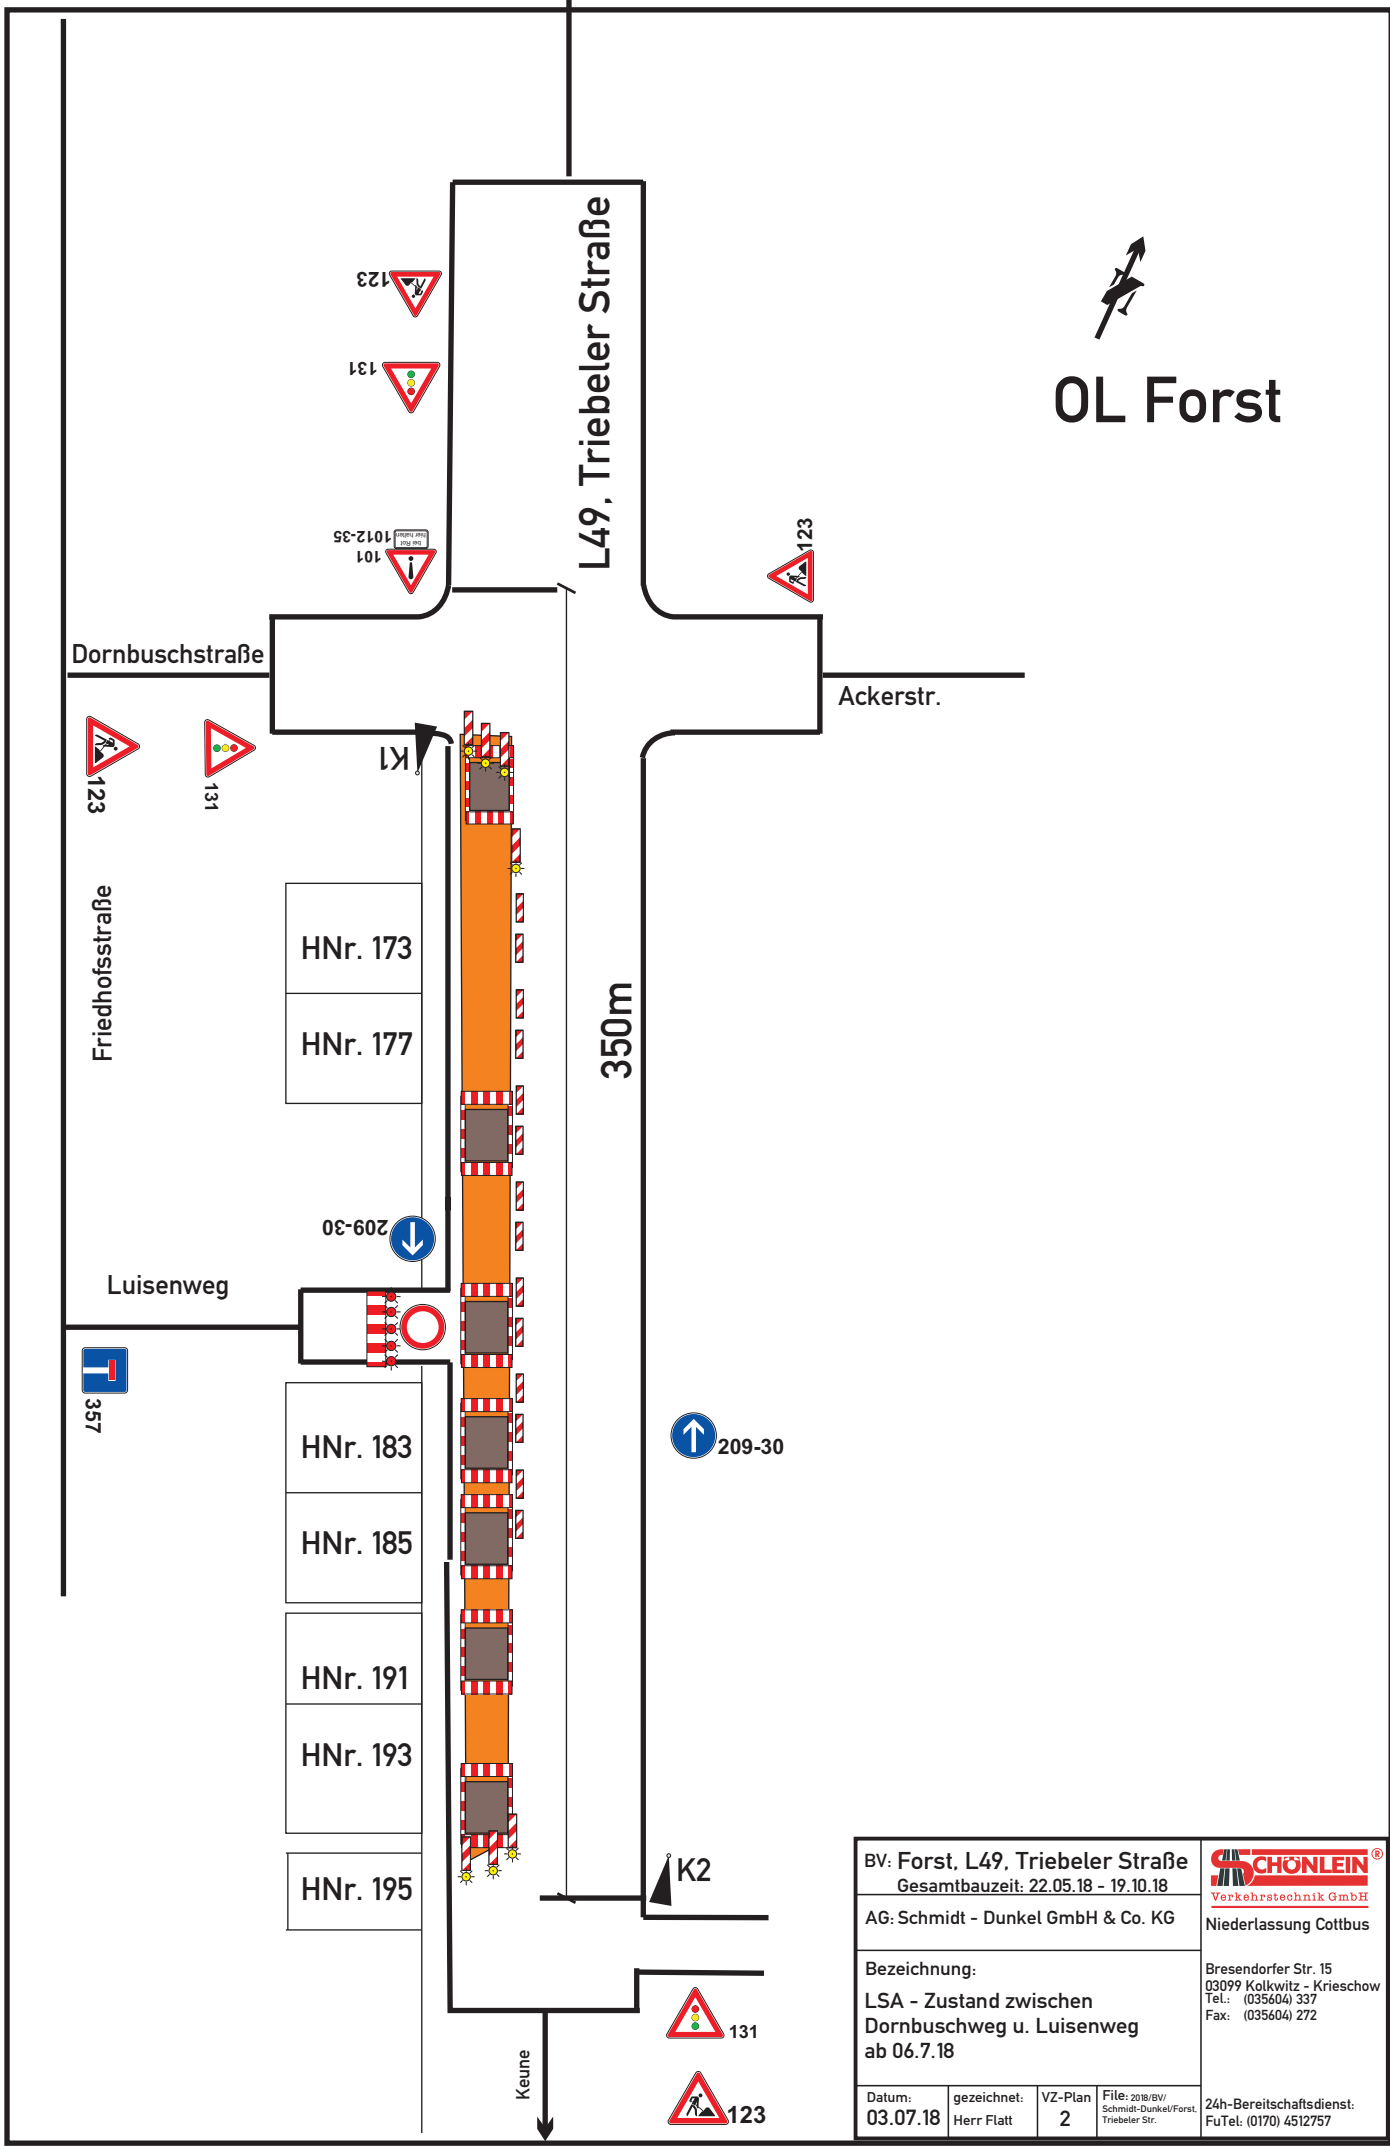 L49, Triebeler Straße
123
131
bei Rot
hier halten
1012-35
101
OL Forst
123
Dornbuschstraße
Ackerstr.
K1
123
131
Friedhofsstraße
HNr. 173
HNr. 177
350m
209-30
Luisenweg
357
HNr. 183
209-30
HNr. 185
HNr. 191
HNr. 193
HNr. 195
K2
131
Keune
123
BV: Forst, L49, Triebeler Straße
Gesamtbauzeit: 22.05.18 - 19.10.18
AG: Schmidt - Dunkel GmbH & Co. KG
Bezeichnung:
LSA - Zustand zwischen
Dornbuschweg u. Luisenweg
ab 06.7.18
Datum:
03.07.18
gezeichnet:
Herr Flatt
VZ-Plan
2
File: 2018/BV/
Schmidt-Dunkel/Forst,
Triebeler Str.
SCHÖNLEIN ®
Verkehrstechnik GmbH
Niederlassung Cottbus
Bresendorfer Str. 15
03099 Kolkwitz - Krieschow
Tel.: (035604) 337
Fax: (035604) 272
24h-Bereitschaftsdienst:
FuTel: (0170) 4512757